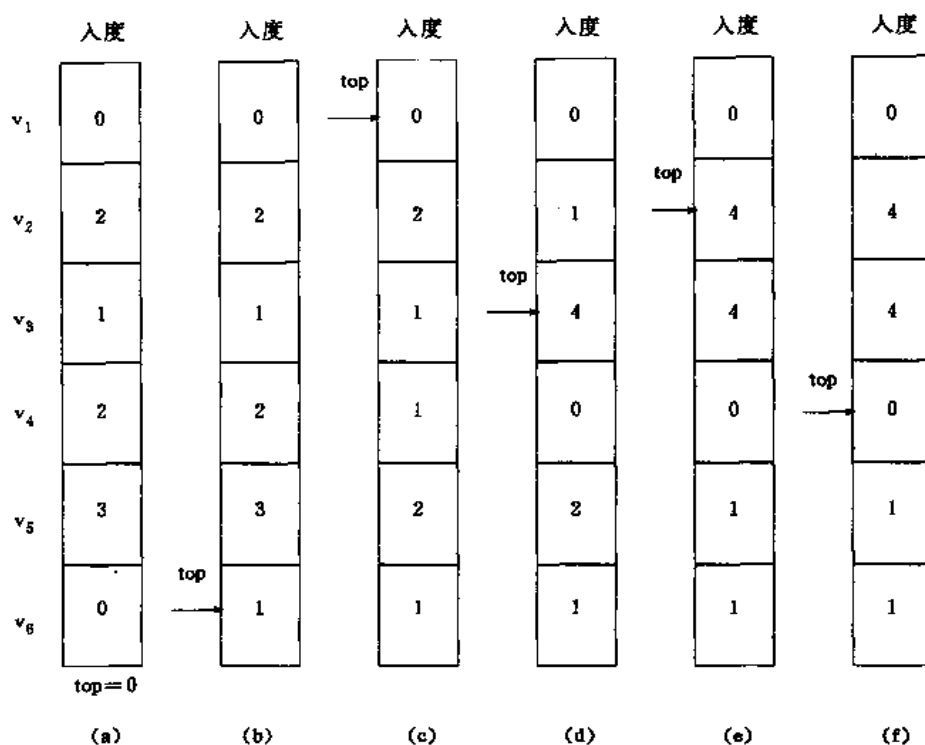 入度 入度 入度 入度 入度 入度
top
v₁ 0 0 0 0 0 0
top
v₂ 2 2 2 1 4 4
top
v₃ 1 1 1 4 4 4
top
v₄ 2 2 1 0 0 0
v₅ 3 3 2 2 1 1
top
v₆ 0 1 1 1 1 1
top=0
(a) (b) (c) (d) (e) (f)